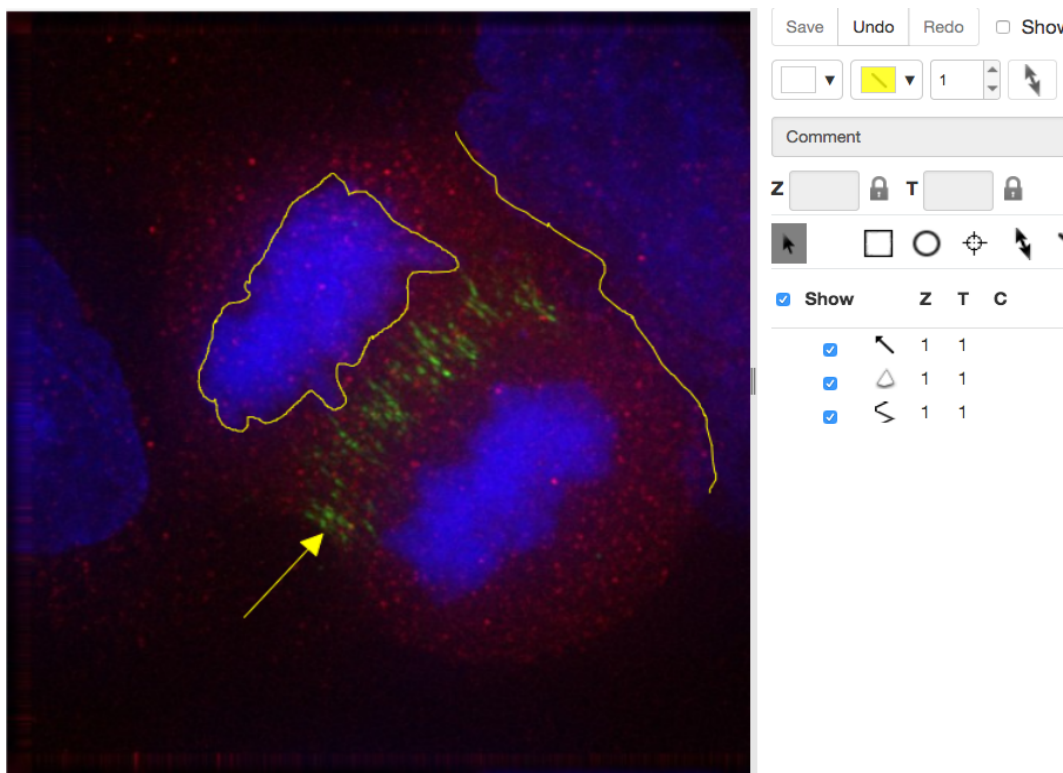 Save Undo Redo Show
1
Comment
Z T
Show Z T C
1 1
1 1
1 1